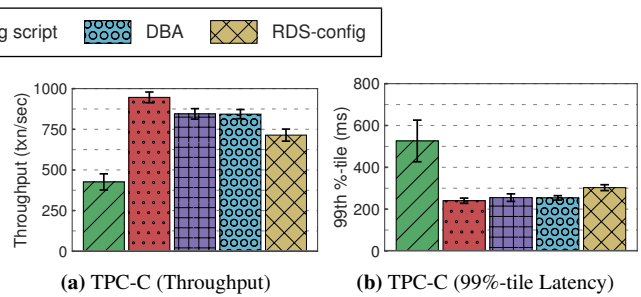 g script DBA RDS-config
1000
750
500
250
0
Throughput (txn/sec)
800
600
400
200
0
99th %-tile (ms)
(a) TPC-C (Throughput)
(b) TPC-C (99%-tile Latency)